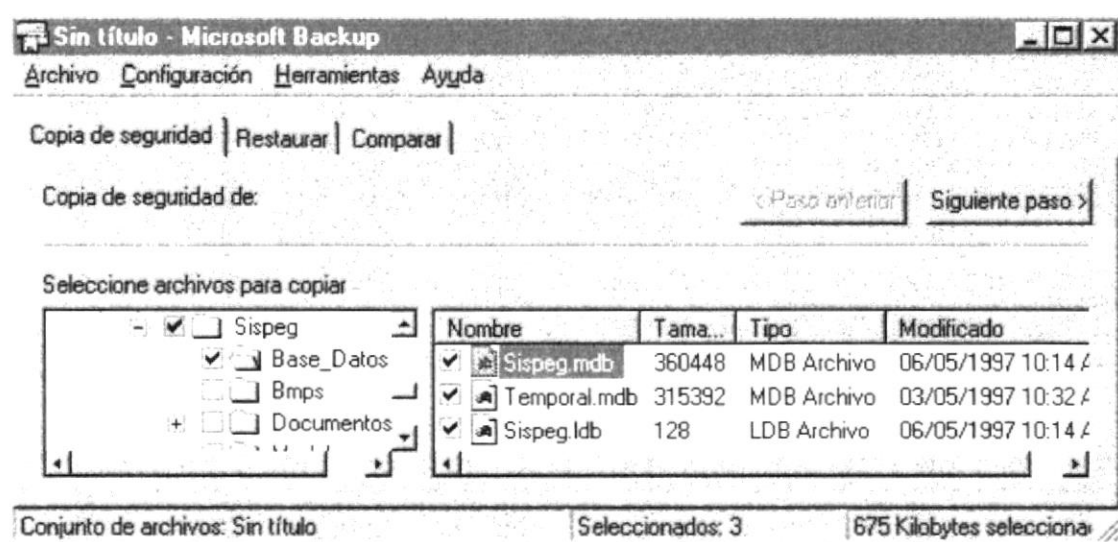 Sin título - Microsoft Backup
Archivo Configuración Herramientas Ayuda
Copia de seguridad Restaurar Comparar
Copia de seguridad de:
< Paso anterior Siguiente paso >
Seleccione archivos para copiar
Sispeg
Base_Datos
Bmps
Documentos
Nombre Tama... Tipo Modificado
Sispeg.mdb 360448 MDB Archivo 06/05/1997 10:14 A
Temporal.mdb 315392 MDB Archivo 03/05/1997 10:32 A
Sispeg.ldb 128 LDB Archivo 06/05/1997 10:14 A
Conjunto de archivos: Sin título Seleccionados: 3 675 Kilobytes selecciona